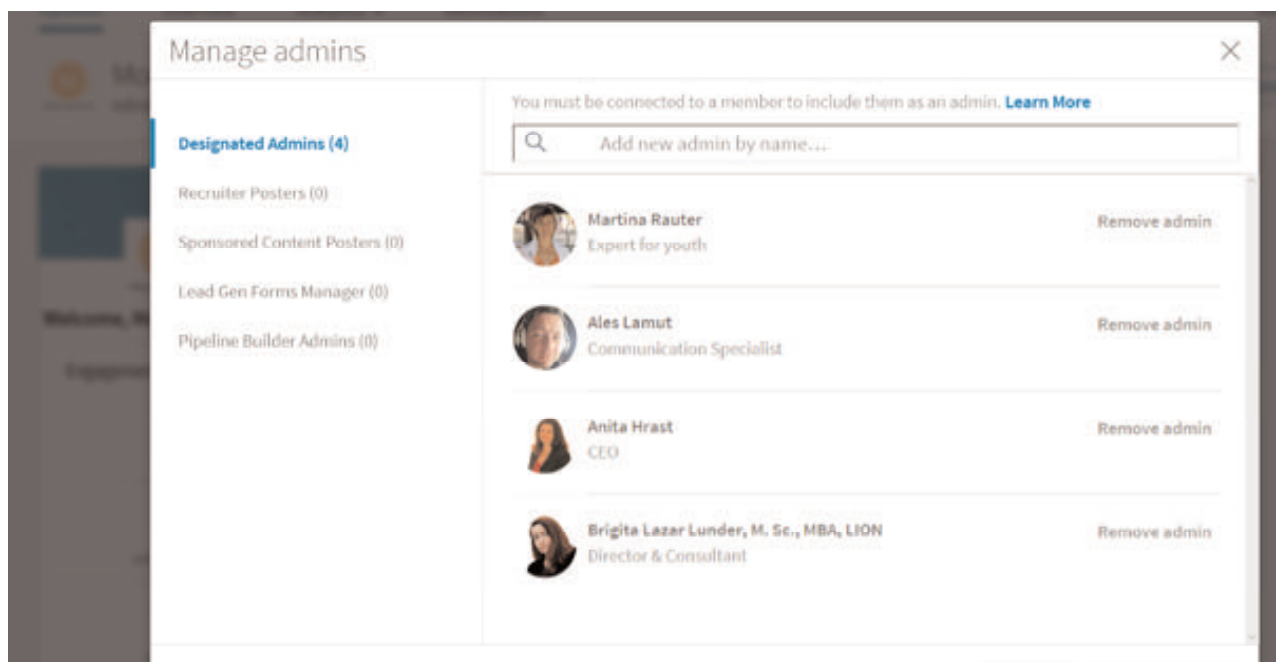 Manage admins
You must be connected to a member to include them as an admin. Learn More
Add new admin by name...
Designated Admins (4)
Recruiter Posters (0)
Sponsored Content Posters (0)
Lead Gen Forms Manager (0)
Pipeline Builder Admins (0)
Martina Rauter
Expert for youth
Remove admin
Ales Lamut
Communication Specialist
Remove admin
Anita Hrast
CEO
Remove admin
Brigita Lazar Lunder, M. Sc., MBA, LION
Director & Consultant
Remove admin
Welcome,